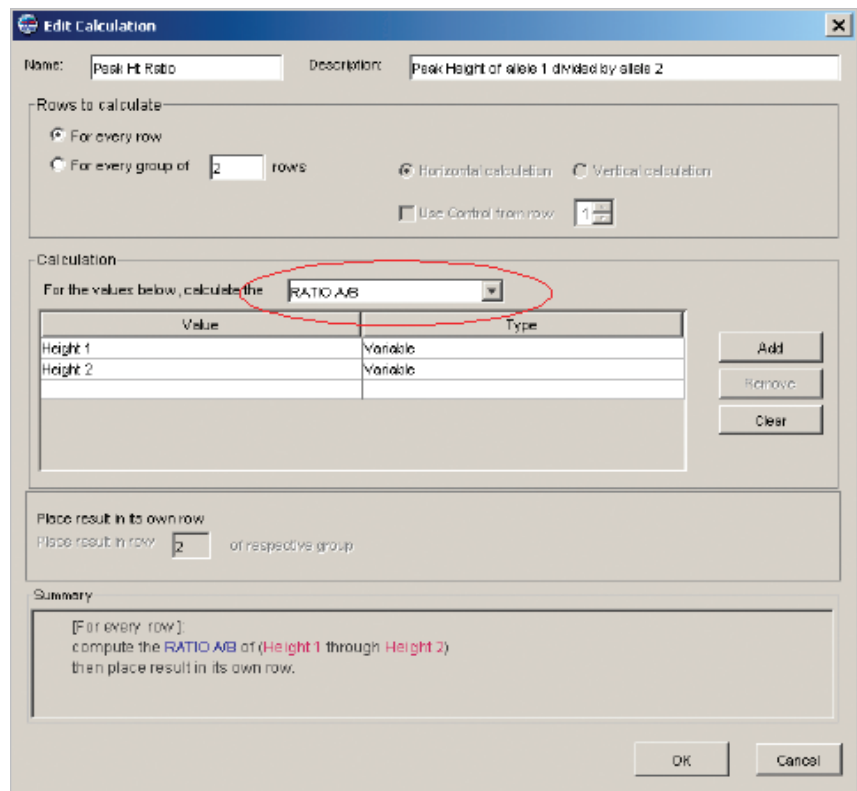 Edit Calculation
Name: Peak Ht Ratio Description: Peak Height of allele 1 divided by allele 2
Rows to calculate
For every row
For every group of 2 rows
Horizontal calculation Vertical calculation
Use Control from row 1
Calculation
For the values below, calculate the RATIO A/B
Value Type
Height 1 Variable
Height 2 Variable
Add
Remove
Clear
Place result in its own row
Place result in row 2 of respective group
Summary
[For every row]:
compute the RATIO A/B of (Height 1 through Height 2)
then place result in its own row.
OK Cancel